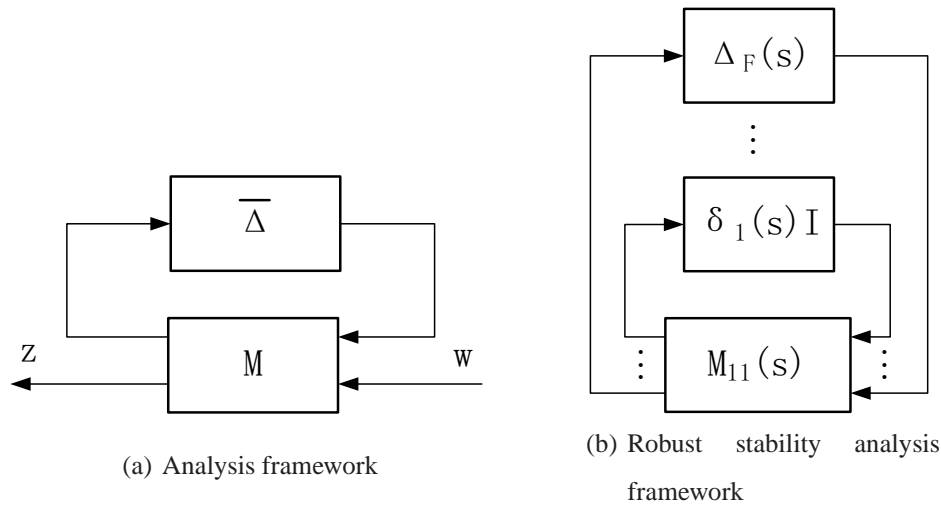 Δ̅
M
z
w
(a) Analysis framework
Δ_F(s)
⋮
δ_1(s)I
M_11(s)
⋮
⋮
(b) Robust stability analysis
framework